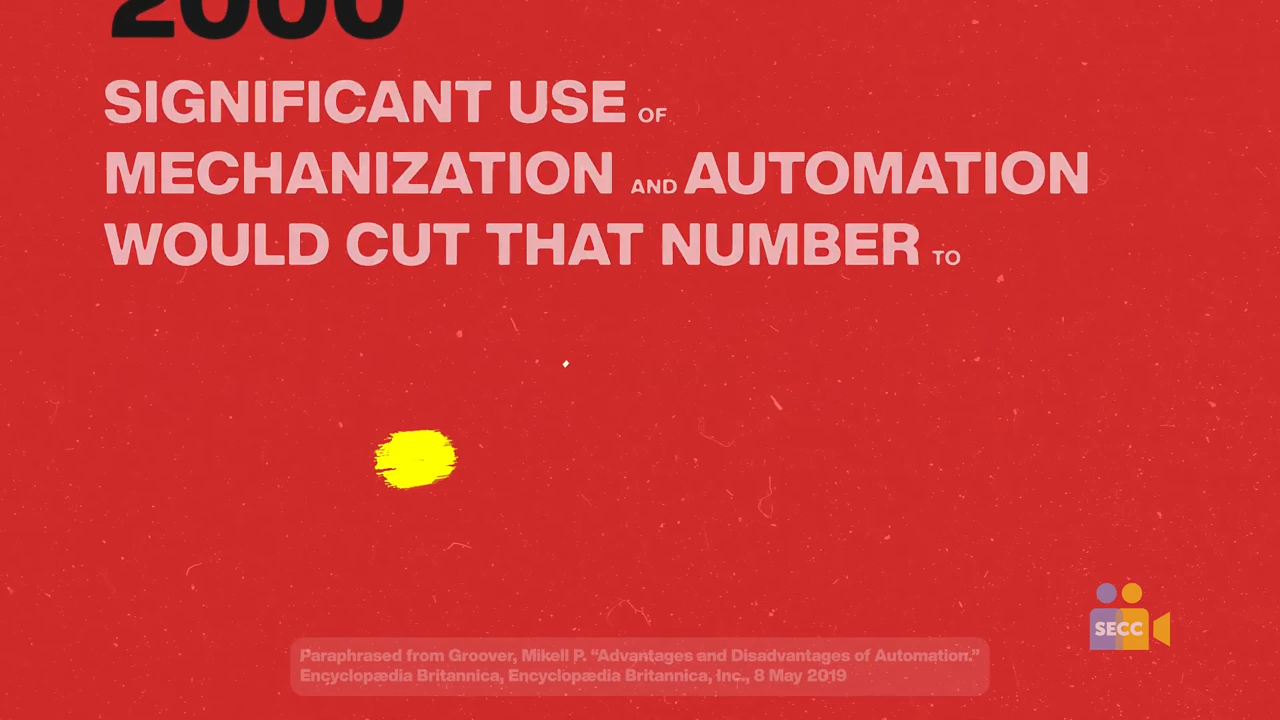 2000
SIGNIFICANT USE OF
MECHANIZATION AND AUTOMATION
WOULD CUT THAT NUMBER TO
SECC
Paraphrased from Groover, Mikell P. “Advantages and Disadvantages of Automation.”
Encyclopædia Britannica, Encyclopædia Britannica, Inc., 8 May 2019